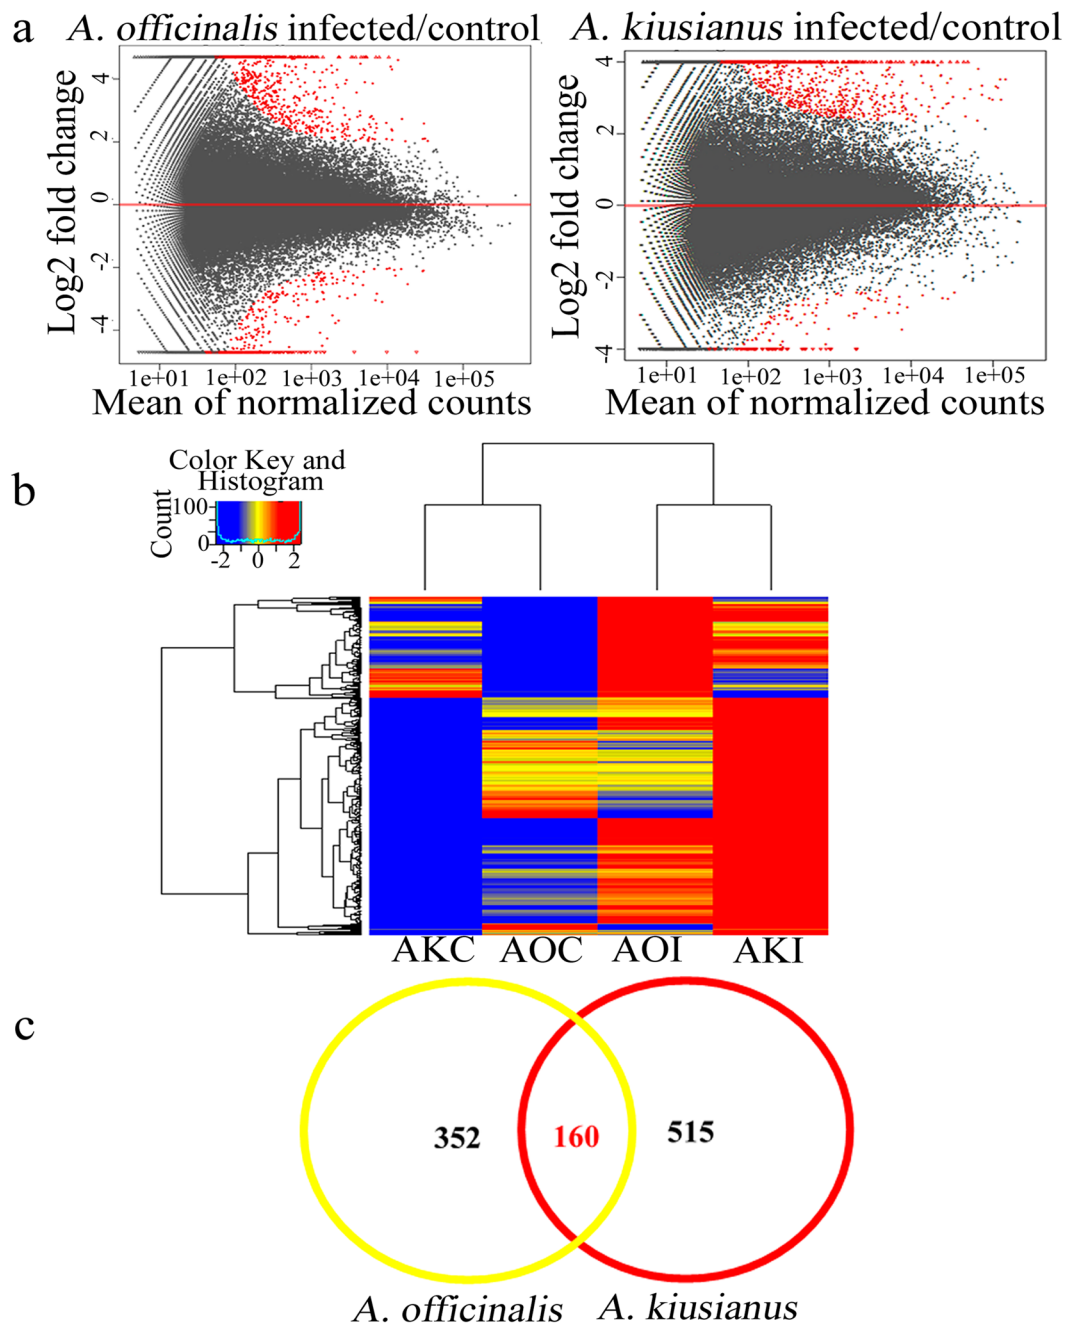 a
A. officinalis infected/control
A. kiusianus infected/control
Log2 fold change
4
2
0
-2
-4
1e+01 1e+02 1e+03 1e+04 1e+05
Mean of normalized counts
Log2 fold change
4
2
0
-2
-4
1e+01 1e+02 1e+03 1e+04 1e+05
Mean of normalized counts
b
Color Key and
Histogram
Count
100
0
-2 0 2
AKC AOC AOI AKI
c
352 160 515
A. officinalis A. kiusianus